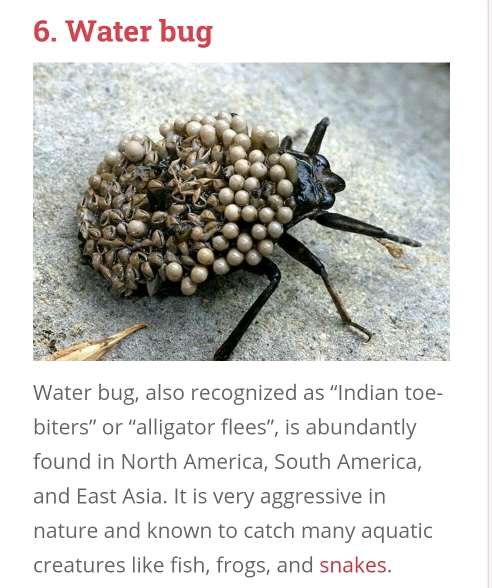 6. Water bug
Water bug, also recognized as “Indian toe-
biters” or “alligator flees”, is abundantly
found in North America, South America,
and East Asia. It is very aggressive in
nature and known to catch many aquatic
creatures like fish, frogs, and snakes.